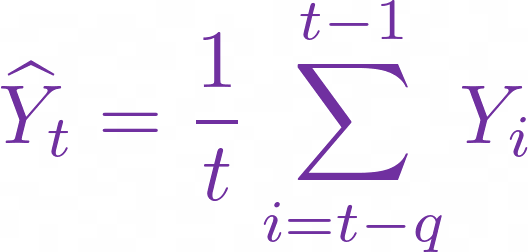 \widehat{Y}_t = \frac{1}{t} \sum_{i=t-q}^{t-1} Y_i